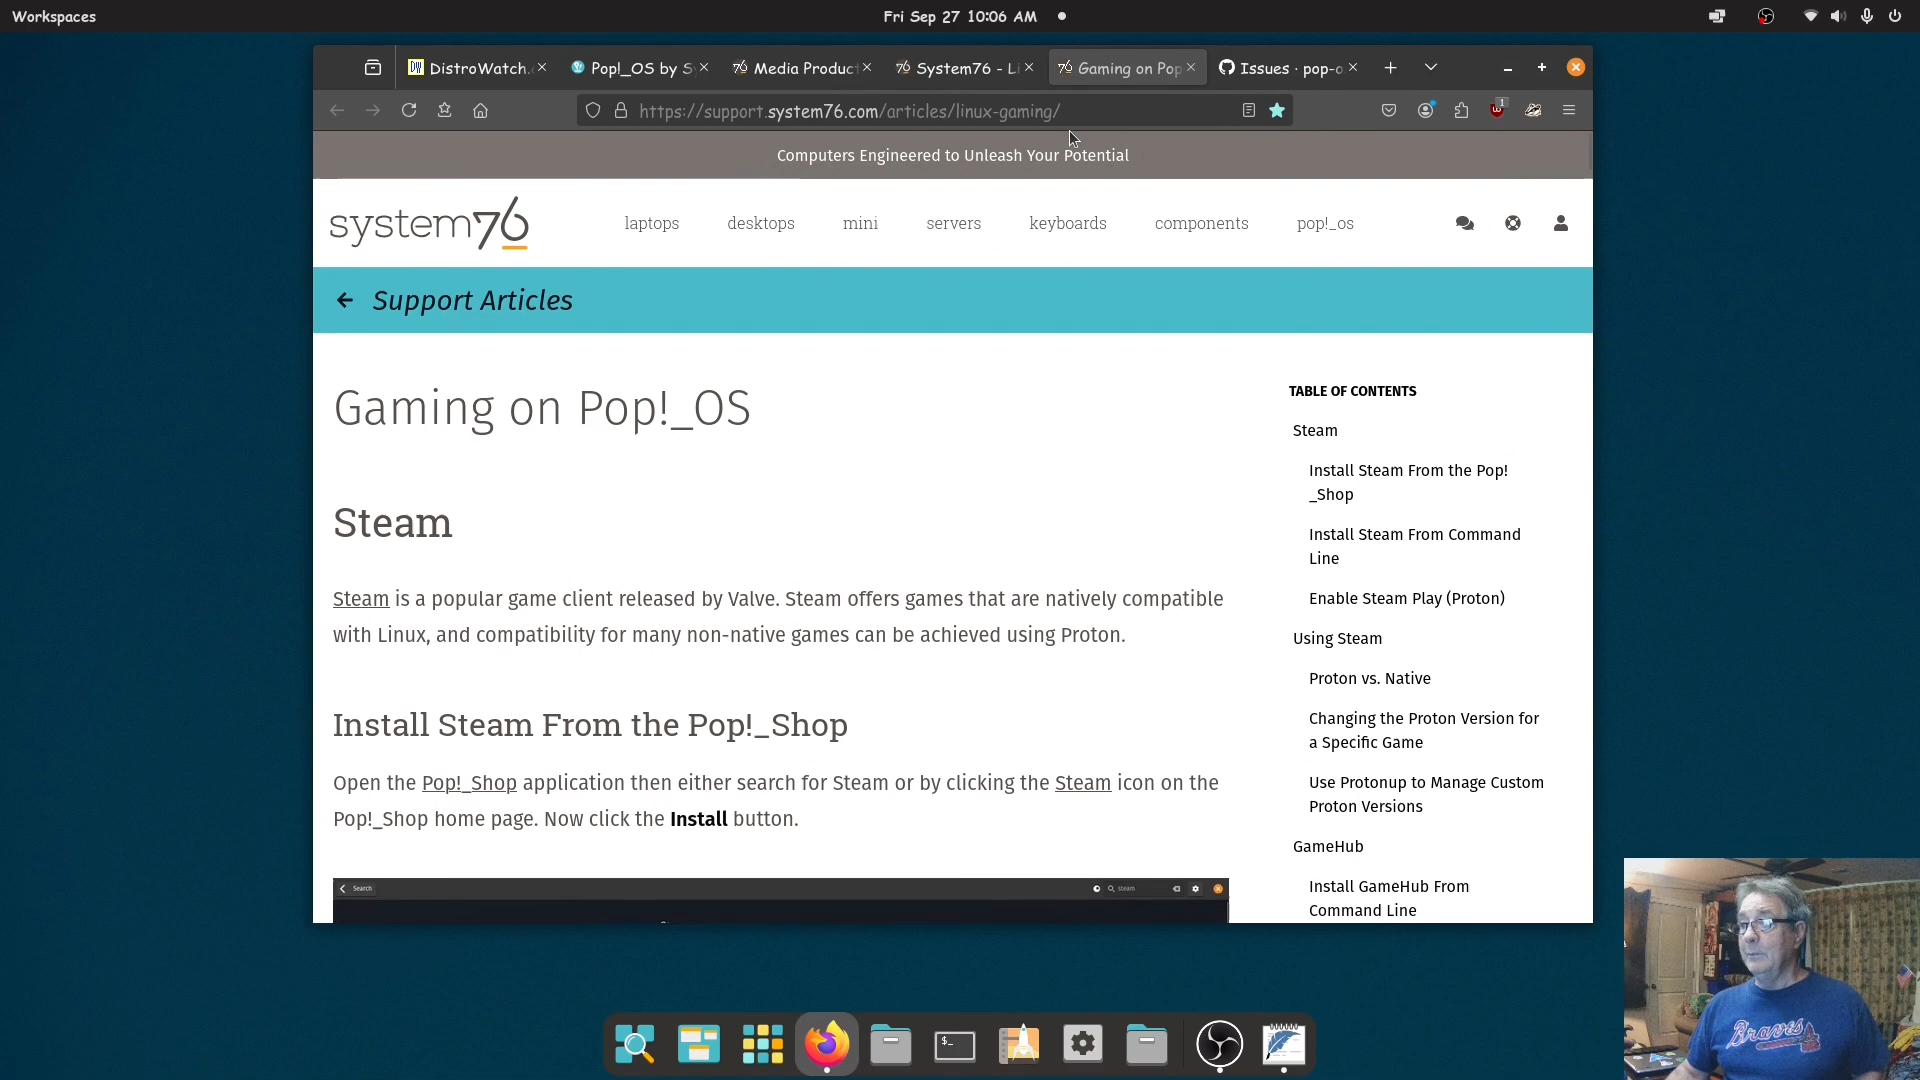 Workspaces
Fri Sep 27 10:06 AM
DistroWatch.
Pop!_OS by S
Media Produc
System76 - Li
Gaming on Pop
Issues · pop-o
https://support.system76.com/articles/linux-gaming/
1
Computers Engineered to Unleash Your Potential
system76
laptops
desktops
mini
servers
keyboards
components
pop!_os
Support Articles
Gaming on Pop!_OS
Steam
Steam is a popular game client released by Valve. Steam offers games that are natively compatible
with Linux, and compatibility for many non-native games can be achieved using Proton.
Install Steam From the Pop!_Shop
Open the Pop!_Shop application then either search for Steam or by clicking the Steam icon on the
Pop!_Shop home page. Now click the Install button.
Search
steam
TABLE OF CONTENTS
Steam
Install Steam From the Pop!
_Shop
Install Steam From Command
Line
Enable Steam Play (Proton)
Using Steam
Proton vs. Native
Changing the Proton Version for
a Specific Game
Use Protonup to Manage Custom
Proton Versions
GameHub
Install GameHub From
Command Line
Braves